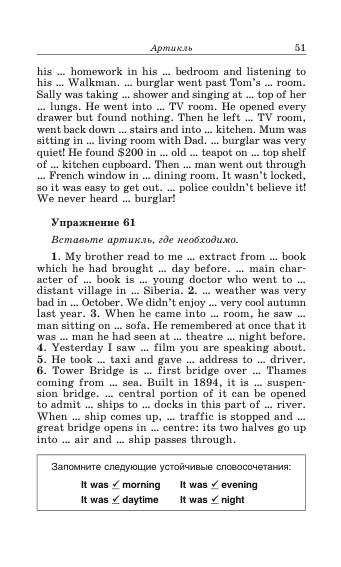 Артикль 51
his ... homework in his ... bedroom and listening to
his ... Walkman. ... burglar went past Tom's ... room.
Sally was taking ... shower and singing at ... top of her
... lungs. He went into ... TV room. He opened every
drawer but found nothing. Then he left ... TV room,
went back down ... stairs and into ... kitchen. Mum was
sitting in ... living room with Dad. ... burglar was very
quiet! He found $200 in ... old ... teapot on ... top shelf
of ... kitchen cupboard. Then ... man went out through
... French window in ... dining room. It wasn't locked,
so it was easy to get out. ... police couldn't believe it!
We never heard ... burglar!
Упражнение 61
Вставьте артикль, где необходимо.
1. My brother read to me ... extract from ... book
which he had brought ... day before. ... main char-
acter of ... book is ... young doctor who went to ...
distant village in ... Siberia. 2. ... weather was very
bad in ... October. We didn't enjoy ... very cool autumn
last year. 3. When he came into ... room, he saw ...
man sitting on ... sofa. He remembered at once that it
was ... man he had seen at ... theatre ... night before.
4. Yesterday I saw ... film you are speaking about.
5. He took ... taxi and gave ... address to ... driver.
6. Tower Bridge is ... first bridge over ... Thames
coming from ... sea. Built in 1894, it is ... suspen-
sion bridge. ... central portion of it can be opened
to admit ... ships to ... docks in this part of ... river.
When ... ship comes up, ... traffic is stopped and ...
great bridge opens in ... centre: its two halves go up
into ... air and ... ship passes through.
Запомните следующие устойчивые словосочетания:
It was ✓ morning It was ✓ evening
It was ✓ daytime It was ✓ night